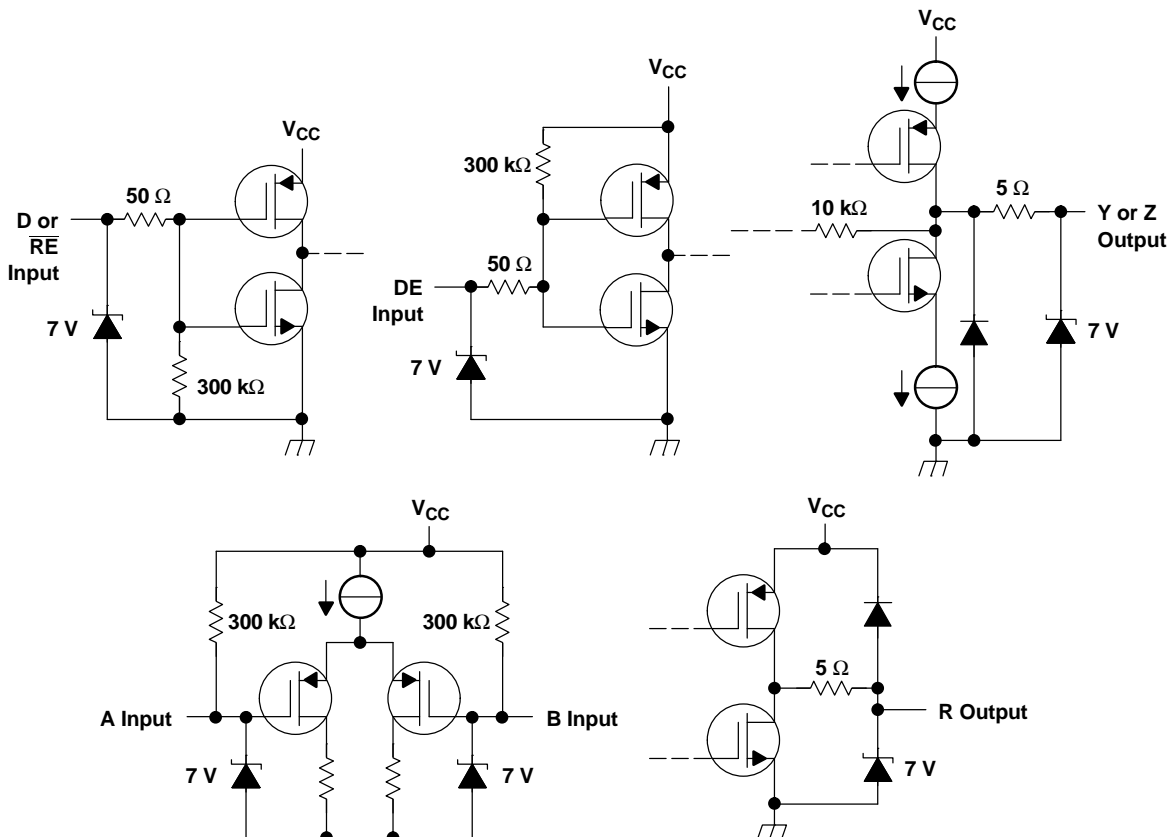 VCC
50 Ω
D or
RE
Input
7 V
300 kΩ
VCC
300 kΩ
50 Ω
DE
Input
7 V
VCC
5 Ω
10 kΩ
Y or Z
Output
7 V
VCC
300 kΩ
300 kΩ
A Input
B Input
7 V
7 V
VCC
5 Ω
R Output
7 V